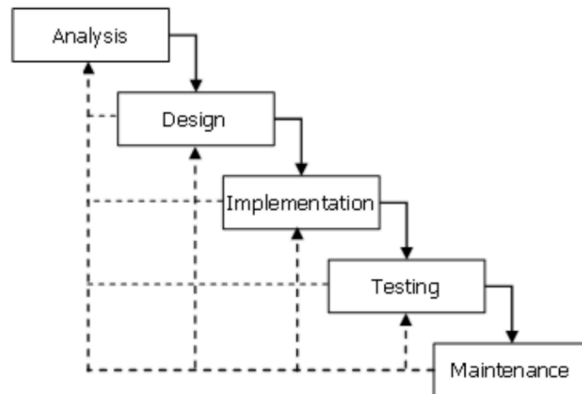 Analysis
Design
Implementation
Testing
Maintenance